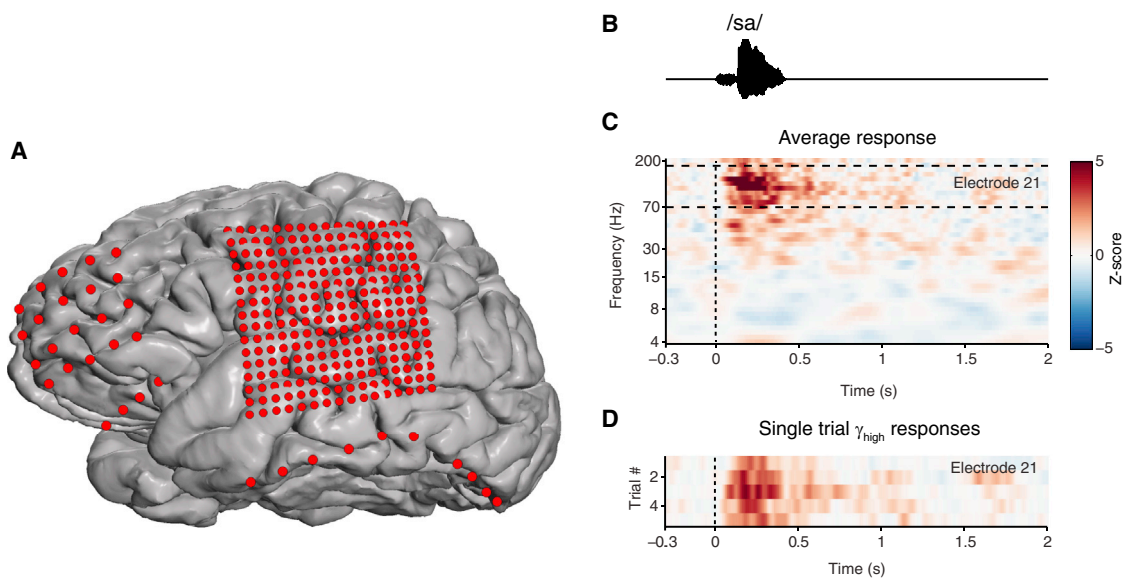 A
B
/sa/
C
Average response
Electrode 21
Frequency (Hz)
200
70
30
15
8
4
−0.3 0 0.5 1 1.5 2
Time (s)
5
0
−5
Z-score
D
Single trial γhigh responses
Electrode 21
Trial #
2
4
−0.3 0 0.5 1 1.5 2
Time (s)